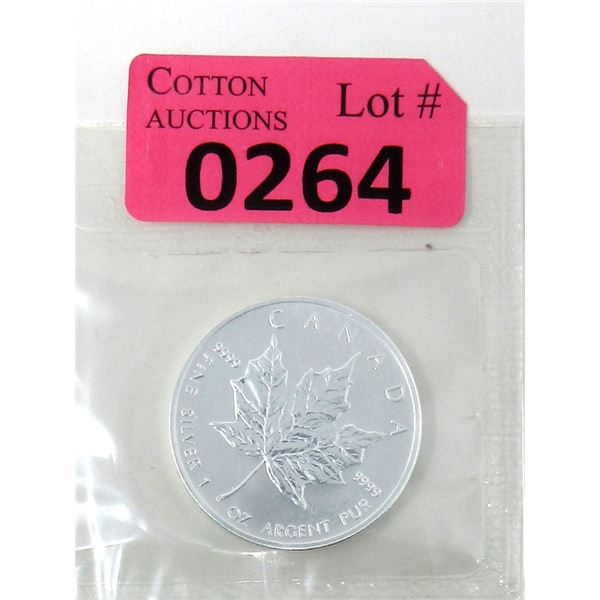 COTTON
AUCTIONS
Lot #
0264
CANADA
9999
FINE SILVER 1 OZ ARGENT PUR
9999